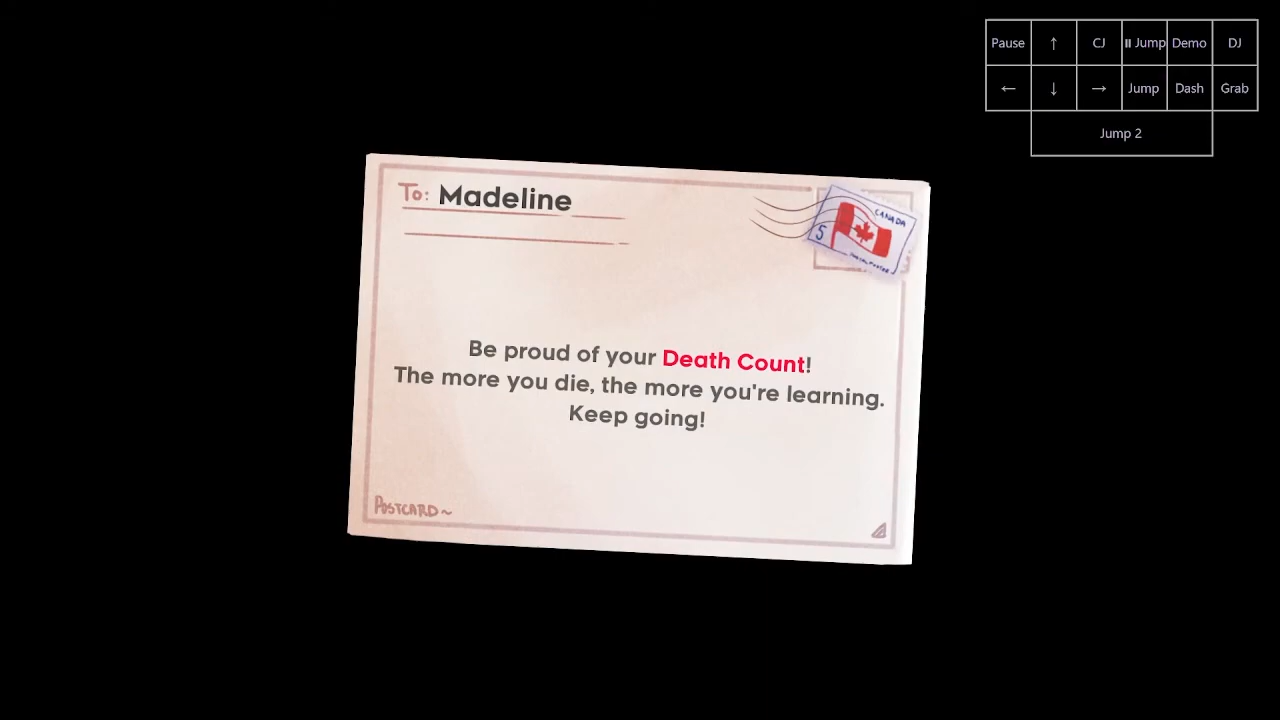 Pause ↑ CJ ⏸ Jump Demo DJ
← ↓ → Jump Dash Grab
Jump 2
To: Madeline
CANADA
5
Be proud of your Death Count!
The more you die, the more you're learning.
Keep going!
POSTCARD~